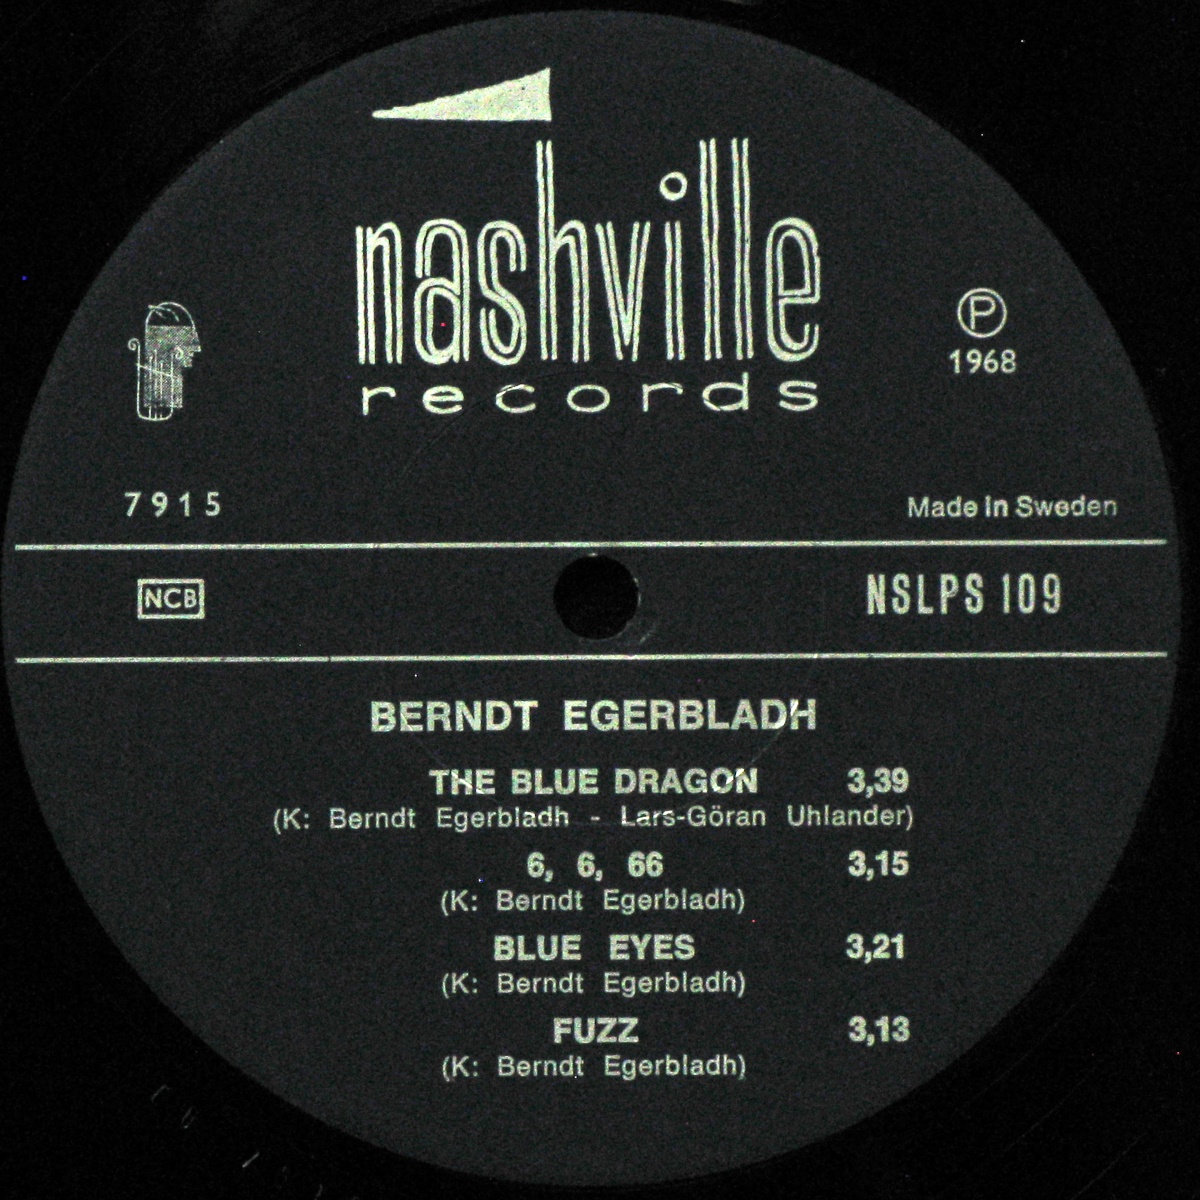 nashville
records
Ⓟ
1968
7915
Made in Sweden
NCB
NSLPS 109
BERNDT EGERBLADH
THE BLUE DRAGON 3,39
(K: Berndt Egerbladh - Lars-Göran Uhlander)
6, 6, 66 3,15
(K: Berndt Egerbladh)
BLUE EYES 3,21
(K: Berndt Egerbladh)
FUZZ 3,13
(K: Berndt Egerbladh)